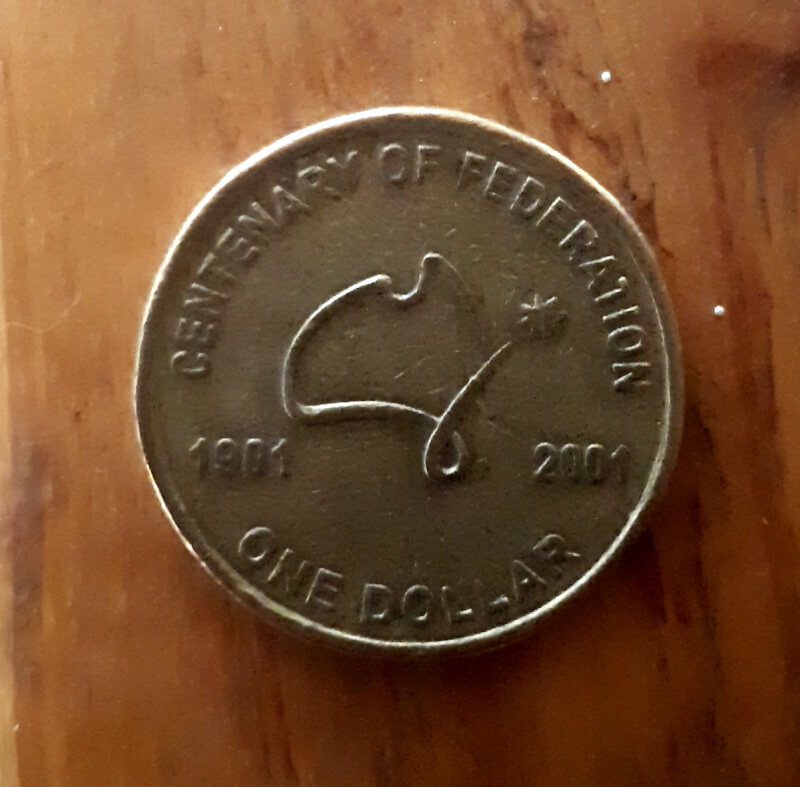 CENTENARY OF FEDERATION
1901 2001
ONE DOLLAR